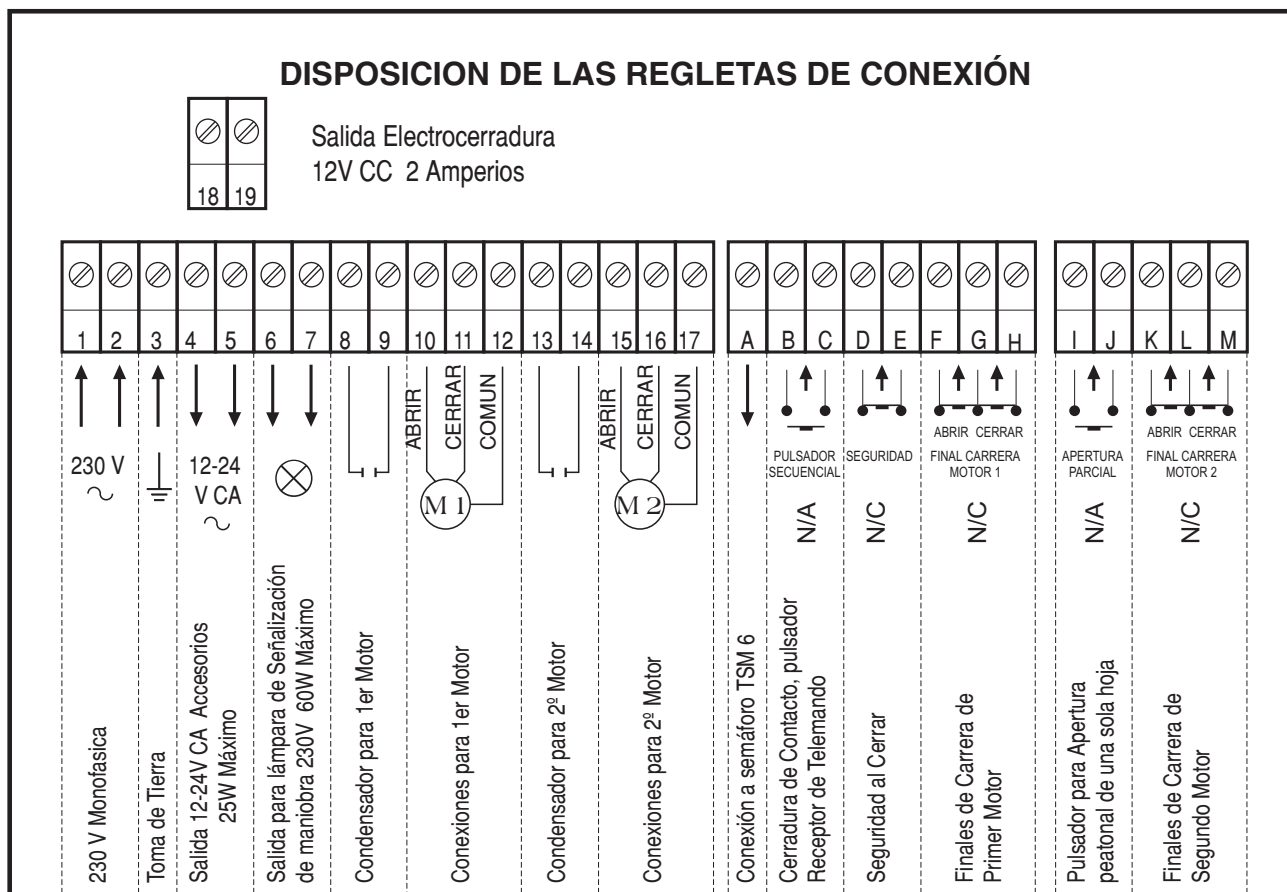 DISPOSICION DE LAS REGLETAS DE CONEXIÓN
Salida Electrocerradura
12V CC 2 Amperios
18 19
1 2 3 4 5 6 7 8 9 10 11 12 13 14 15 16 17 A B C D E F G H I J K L M
ABRIR
CERRAR
COMUN
ABRIR
CERRAR
COMUN
230 V
12-24
V CA
M 1
M 2
PULSADOR
SECUENCIAL
N/A
SEGURIDAD
N/C
ABRIR CERRAR
FINAL CARRERA
MOTOR 1
N/C
APERTURA
PARCIAL
N/A
ABRIR CERRAR
FINAL CARRERA
MOTOR 2
N/C
230 V Monofasica
Toma de Tierra
Salida 12-24V CA Accesorios
25W Máximo
Salida para lámpara de Señalización
de maniobra 230V 60W Máximo
Condensador para 1er Motor
Conexiones para 1er Motor
Condensador para 2º Motor
Conexiones para 2º Motor
Conexión a semáforo TSM 6
Cerradura de Contacto, pulsador
Receptor de Telemando
Seguridad al Cerrar
Finales de Carrera de
Primer Motor
Pulsador para Apertura
peatonal de una sola hoja
Finales de Carrera de
Segundo Motor